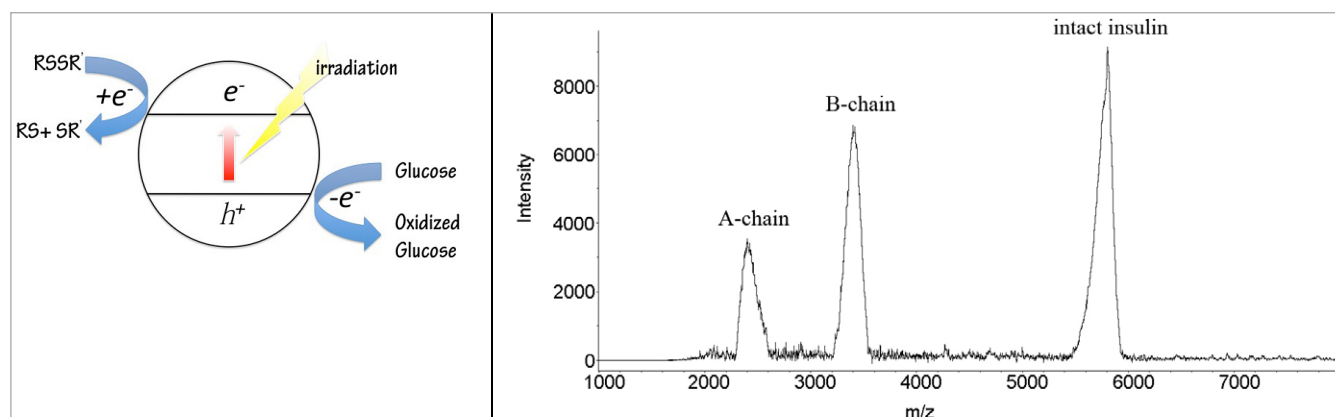 RSSR'
irradiation
e-
+e-
RS+ SR'
Glucose
-e-
h+
Oxidized
Glucose
intact insulin
B-chain
A-chain
Intensity
8000
6000
4000
2000
0
1000 2000 3000 4000 5000 6000 7000
m/z